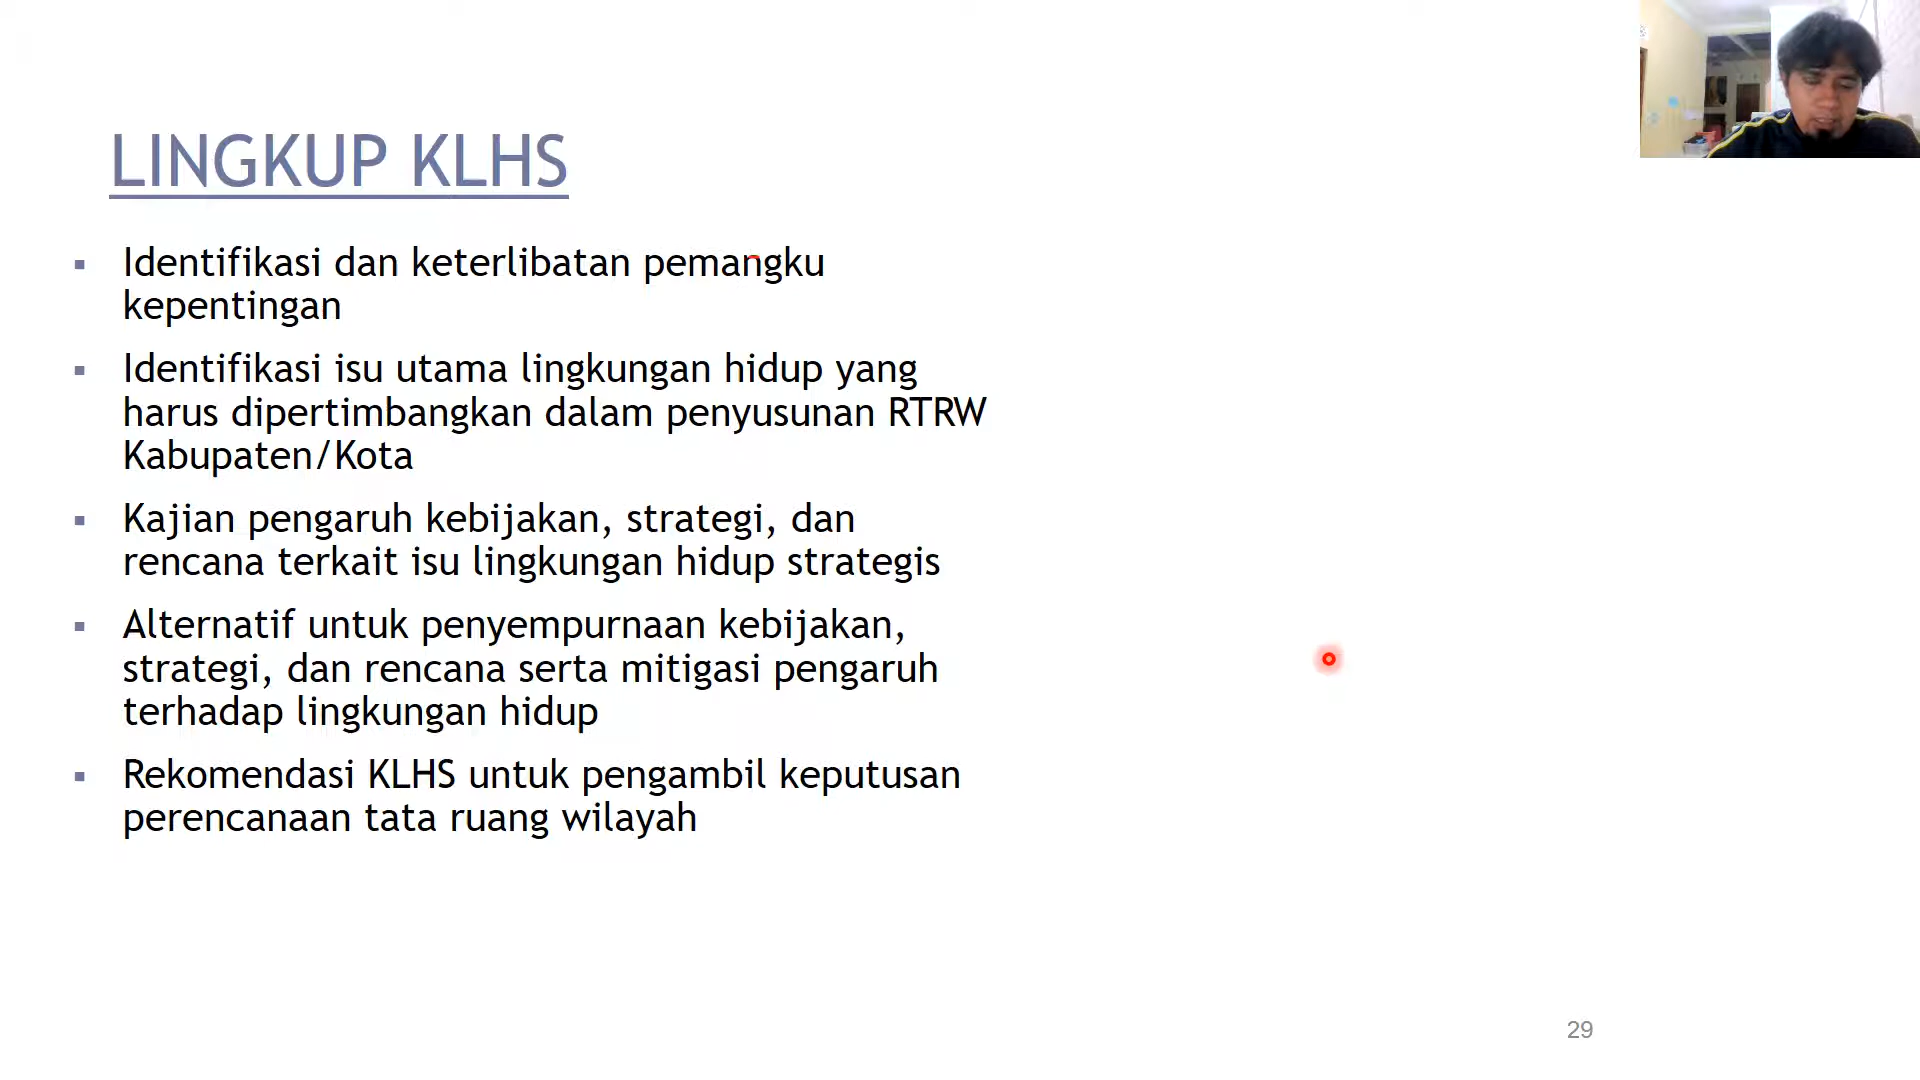 LINGKUP KLHS
▪ Identifikasi dan keterlibatan pemangku
kepentingan
▪ Identifikasi isu utama lingkungan hidup yang
harus dipertimbangkan dalam penyusunan RTRW
Kabupaten/Kota
▪ Kajian pengaruh kebijakan, strategi, dan
rencana terkait isu lingkungan hidup strategis
▪ Alternatif untuk penyempurnaan kebijakan,
strategi, dan rencana serta mitigasi pengaruh
terhadap lingkungan hidup
▪ Rekomendasi KLHS untuk pengambil keputusan
perencanaan tata ruang wilayah
29